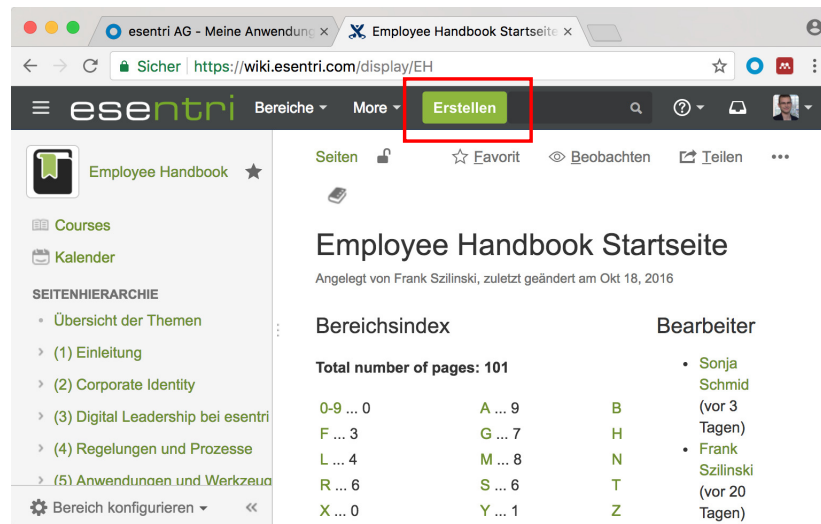 esentri AG - Meine Anwendung
Employee Handbook Startseite
Sicher
https://wiki.esentri.com/display/EH
esentri
Bereiche
More
Erstellen
Employee Handbook
Courses
Kalender
SEITENHIERARCHIE
Übersicht der Themen
(1) Einleitung
(2) Corporate Identity
(3) Digital Leadership bei esentri
(4) Regelungen und Prozesse
(5) Anwendungen und Werkzeug
Bereich konfigurieren
Seiten
Favorit
Beobachten
Teilen
Employee Handbook Startseite
Angelegt von Frank Szilinski, zuletzt geändert am Okt 18, 2016
Bereichsindex
Total number of pages: 101
0-9 ... 0 A ... 9 B
F ... 3 G ... 7 H
L ... 4 M ... 8 N
R ... 6 S ... 6 T
X ... 0 Y ... 1 Z
Bearbeiter
Sonja
Schmid
(vor 3
Tagen)
Frank
Szilinski
(vor 20
Tagen)